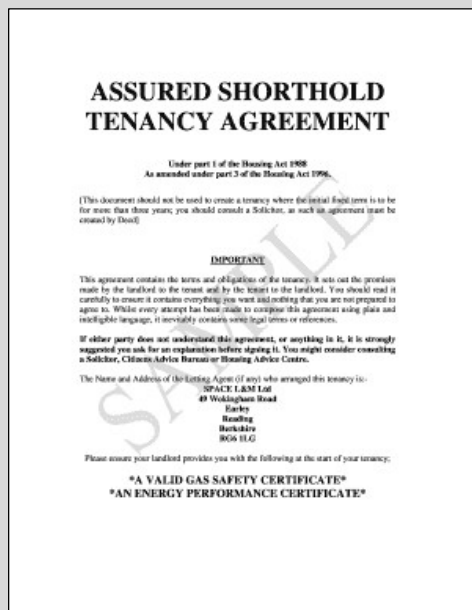 ASSURED SHORTHOLD
TENANCY AGREEMENT
Under part 1 of the Housing Act 1988
As amended under part 3 of the Housing Act 1996.
[This document should not be used to create a tenancy where the initial fixed term is to be
for more than three years; you should consult a Solicitor, as such an agreement must be
created by Deed]
IMPORTANT
This agreement contains the terms and obligations of the tenancy. It sets out the promises
made by the landlord to the tenant and by the tenant to the landlord. You should read it
carefully to ensure it contains everything you want and nothing that you are not prepared to
agree to. Whilst every attempt has been made to compose this agreement using plain and
intelligible language, it inevitably contains some legal terms or references.
If either party does not understand this agreement, or anything in it, it is strongly
suggested you ask for an explanation before signing it. You might consider consulting
a Solicitor, Citizens Advice Bureau or Housing Advice Centre.
The Name and Address of the Letting Agent (if any) who arranged this tenancy is:-
SPACE L&M Ltd
49 Wokingham Road
Earley
Reading
Berkshire
RG6 1LG
Please ensure your landlord provides you with the following at the start of your tenancy;
*A VALID GAS SAFETY CERTIFICATE*
*AN ENERGY PERFORMANCE CERTIFICATE*
SAMPLE